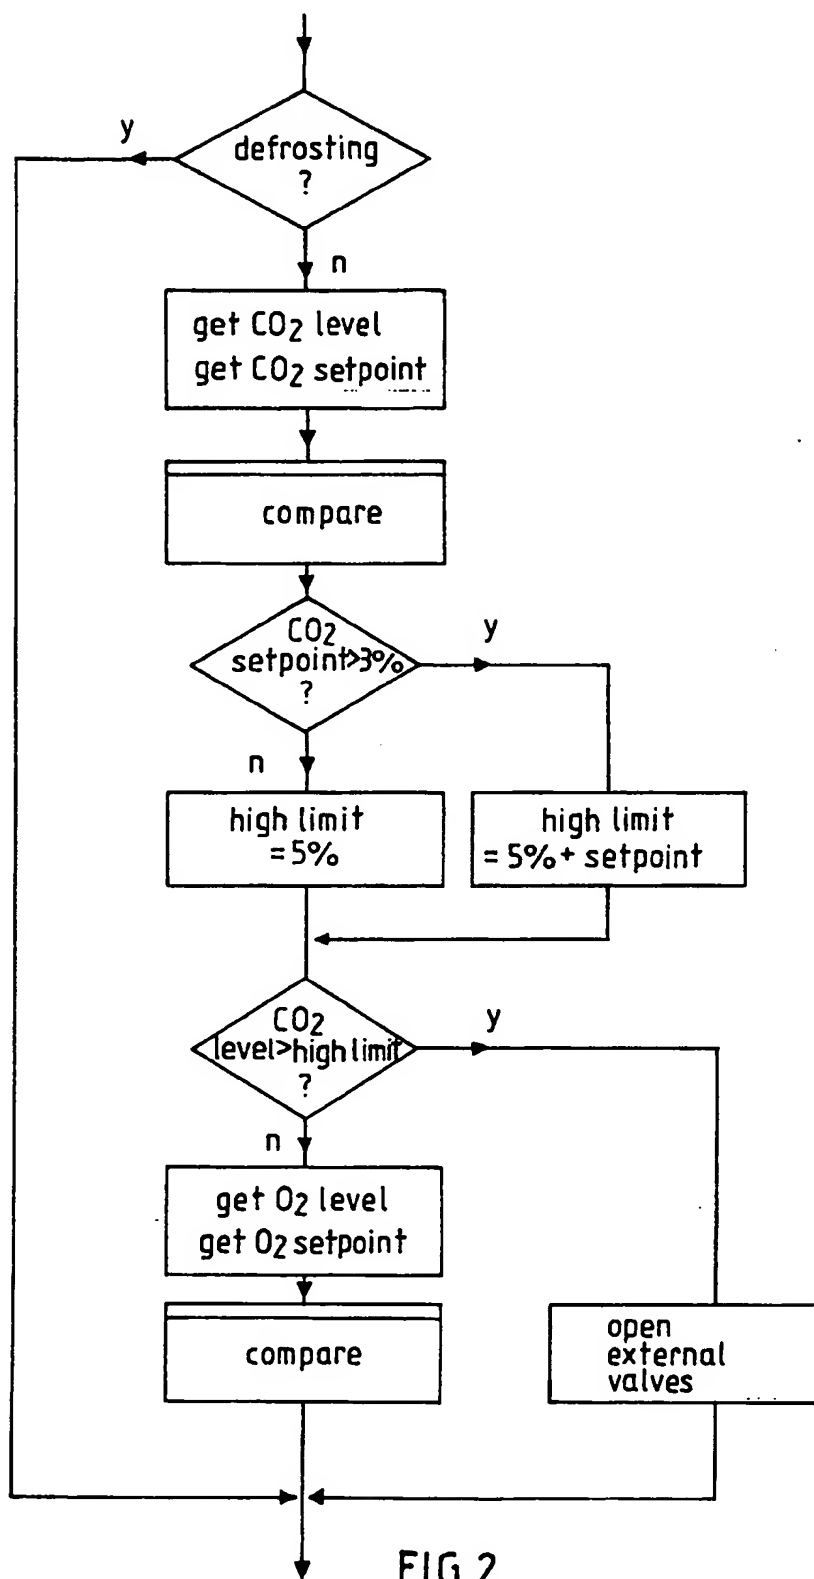 y
defrosting
?
n
get CO2 level
get CO2 setpoint
compare
CO2
setpoint>3%
?
y
n
high limit
=5%
high limit
=5%+ setpoint
CO2
level>high limit
?
y
n
get O2 level
get O2 setpoint
compare
open
external
valves
FIG.2